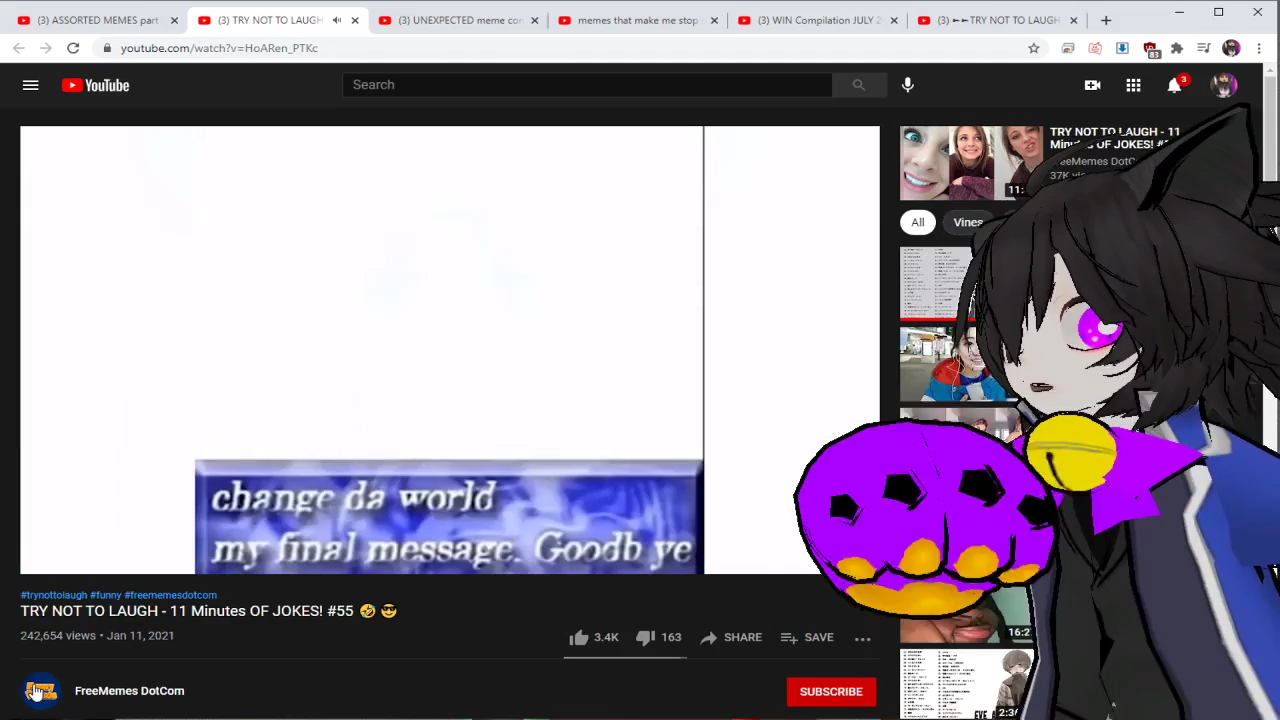 (3) ASSORTED MEMES part
(3) TRY NOT TO LAUGH
(3) UNEXPECTED meme con
memes that make me stop
(3) WIN Compilation JULY 2
(3) ►–►TRY NOT TO LAUGH
youtube.com/watch?v=HoARen_PTKc
83
YouTube
Search
3
TRY NOT TO LAUGH - 11
Minutes OF JOKES!
11:
37K
All
Vines
change da world
my final message. Goodb ye
#trynottolaugh #funny #freememesdotcom
TRY NOT TO LAUGH - 11 Minutes OF JOKES! #55 🤣 😎
242,654 views • Jan 11, 2021
3.4K
163
SHARE
SAVE
SUBSCRIBE
16:2
EVE
2:36